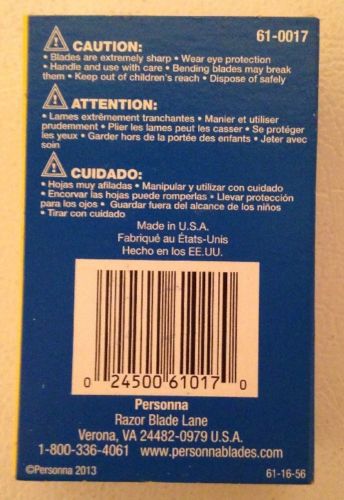 61-0017
⚠ CAUTION:
• Blades are extremely sharp • Wear eye protection
• Handle and use with care • Bending blades may break
them • Keep out of children's reach • Dispose of safely
⚠ ATTENTION:
• Lames extrêmement tranchantes • Manier et utiliser
prudemment • Plier les lames peut les casser • Se protéger
les yeux • Garder hors de la portée des enfants • Jeter avec
soin
⚠ CUIDADO:
• Hojas muy afiladas • Manipular y utilizar con cuidado
• Encorvar las hojas puede romperlas • Llevar protección
para los ojos • Guardar fuera del alcance de los niños
• Tirar con cuidado
Made in U.S.A.
Fabriqué au États-Unis
Hecho en los EE.UU.
0 24500 61017 0
Personna
Razor Blade Lane
Verona, VA 24482-0979 U.S.A.
1-800-336-4061 www.personnablades.com
©Personna 2013 61-16-56